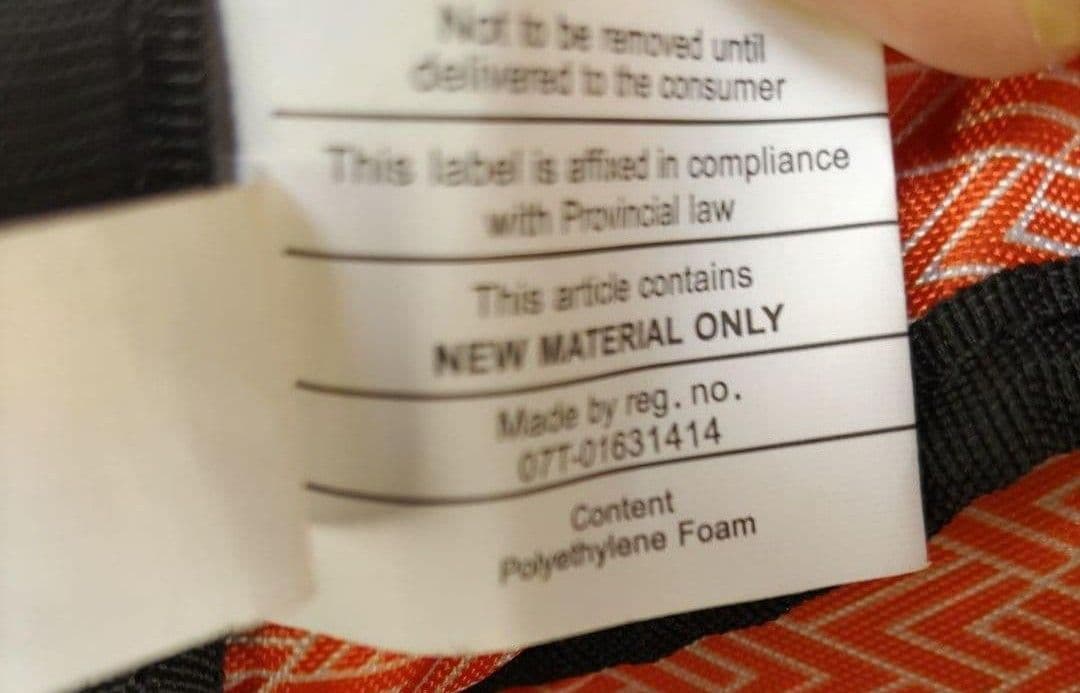 Not to be removed until
delivered to the consumer
This label is affixed in compliance
with Provincial law
This article contains
NEW MATERIAL ONLY
Made by reg. no.
07T-01631414
Content
Polyethylene Foam